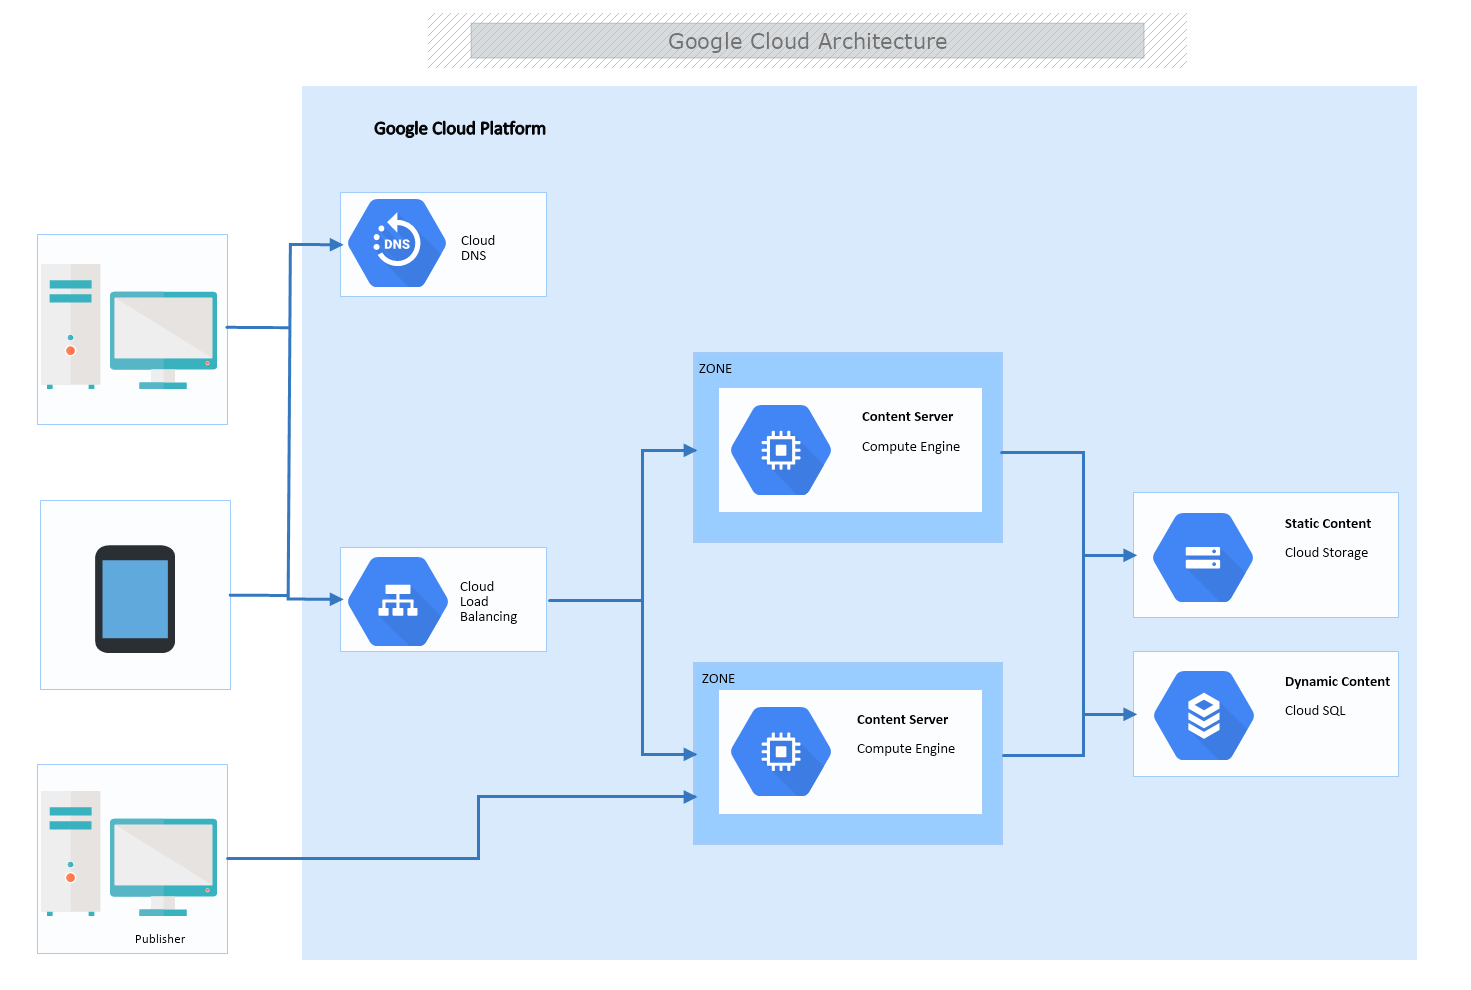 Google Cloud Architecture
Google Cloud Platform
DNS
Cloud
DNS
ZONE
Content Server
Compute Engine
Static Content
Cloud Storage
Cloud
Load
Balancing
ZONE
Content Server
Compute Engine
Dynamic Content
Cloud SQL
Publisher